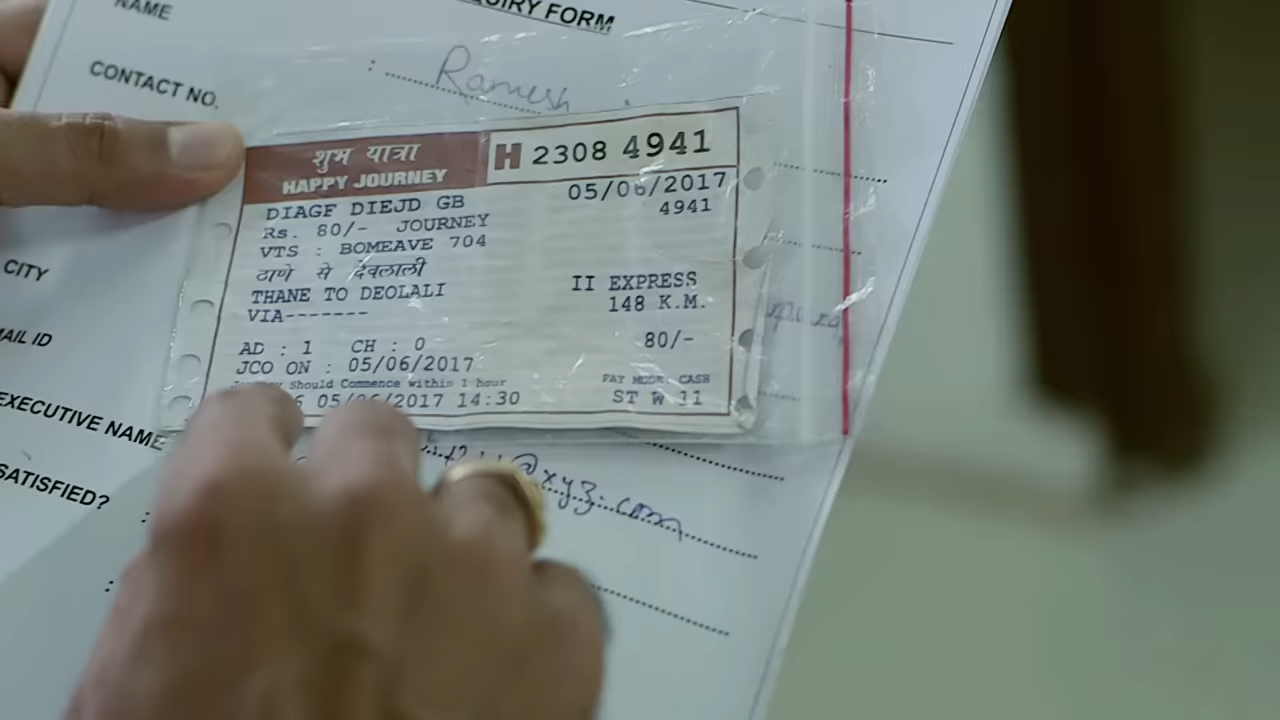 NAME
FORM
CONTACT NO.
: Ramesh
शुभ यात्रा
HAPPY JOURNEY
H 2308 4941
DIAGF DIEJD GB 05/06/2017
Rs. 80/- JOURNEY 4941
VTS : BOMEAVE 704
ठाणे से देवलाली
THANE TO DEOLALI II EXPRESS
VIA------- 148 K.M.
80/-
AD : 1 CH : 0
JCO ON : 05/06/2017
Should Commence within 1 hour PAY MODE CASH
05/06/2017 14:30 ST W 11
CITY
EXECUTIVE NAME
@xyz.com
SATISFIED?
:
: